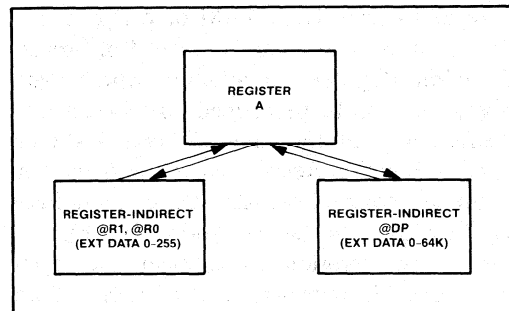 REGISTER
A
REGISTER-INDIRECT
@R1, @R0
(EXT DATA 0-255)
REGISTER-INDIRECT
@DP
(EXT DATA 0-64K)